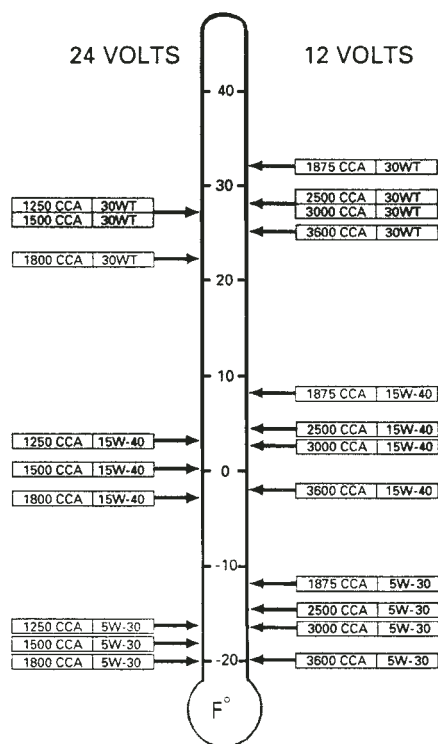 24 VOLTS
12 VOLTS
40
1875 CCA 30WT
30
1250 CCA 30WT
1500 CCA 30WT
2500 CCA 30WT
3000 CCA 30WT
3600 CCA 30WT
1800 CCA 30WT
20
10
1875 CCA 15W-40
1250 CCA 15W-40
2500 CCA 15W-40
3000 CCA 15W-40
1500 CCA 15W-40
0
1800 CCA 15W-40
3600 CCA 15W-40
-10
1875 CCA 5W-30
2500 CCA 5W-30
1250 CCA 5W-30
3000 CCA 5W-30
1500 CCA 5W-30
1800 CCA 5W-30
-20
3600 CCA 5W-30
F°